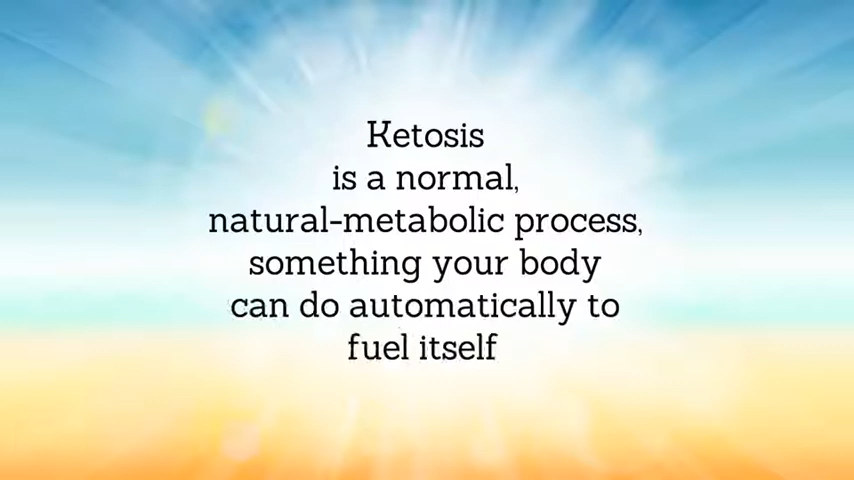 Ketosis
is a normal,
natural-metabolic process,
something your body
can do automatically to
fuel itself